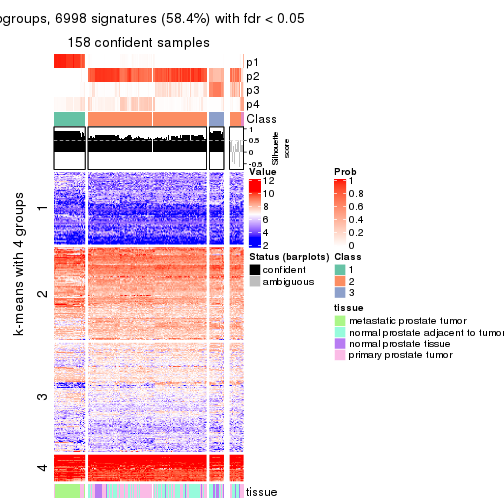 ogroups, 6998 signatures (58.4%) with fdr < 0.05
158 confident samples
p1
p2
p3
p4
Class
1
0.5
0
-0.5
Silhouette
score
k-means with 4 groups
1
2
3
4
tissue
Value
12
10
8
6
4
2
Prob
1
0.8
0.6
0.4
0.2
0
Status (barplots)
confident
ambiguous
Class
1
2
3
tissue
metastatic prostate tumor
normal prostate adjacent to tumor
normal prostate tissue
primary prostate tumor